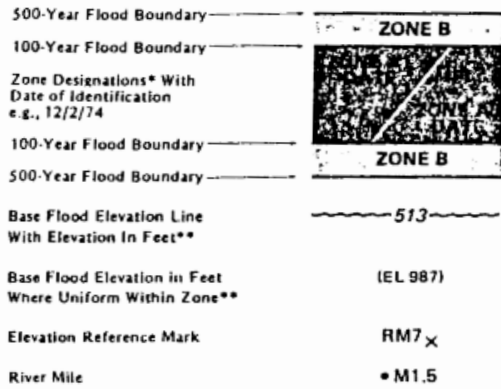 500-Year Flood Boundary
ZONE B
100-Year Flood Boundary
Zone Designations* With
Date of Identification
e.g., 12/2/74
100-Year Flood Boundary
ZONE B
500-Year Flood Boundary
Base Flood Elevation Line
With Elevation In Feet**
513
Base Flood Elevation in Feet
Where Uniform Within Zone**
(EL 987)
Elevation Reference Mark
RM7
River Mile
• M1.5